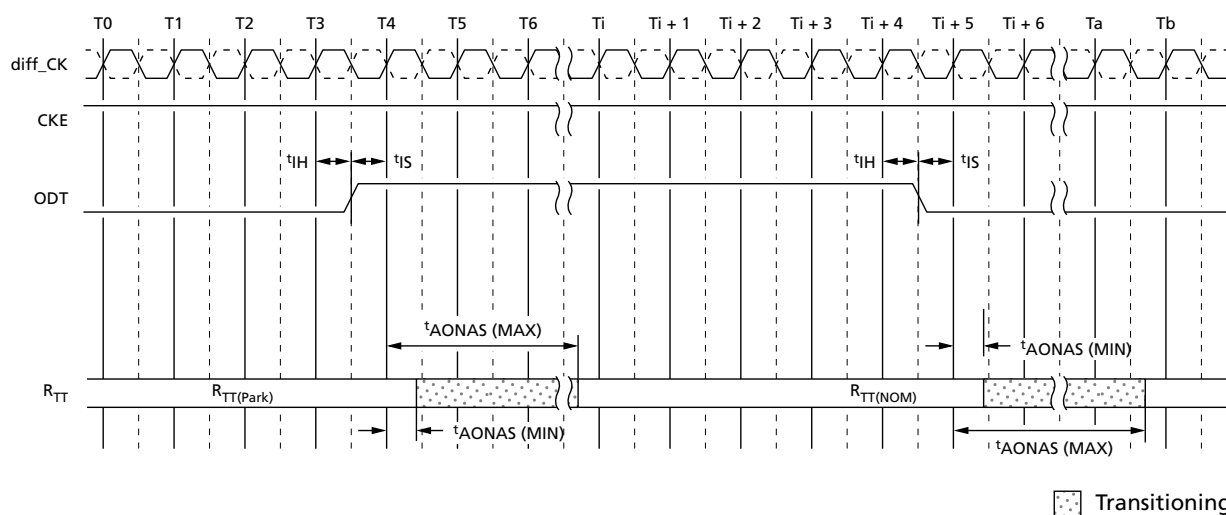 T0 T1 T2 T3 T4 T5 T6 Ti Ti + 1 Ti + 2 Ti + 3 Ti + 4 Ti + 5 Ti + 6 Ta Tb
diff_CK
CKE
tIH tIS tIH tIS
ODT
tAONAS (MAX)
tAONAS (MIN)
RTT RTT(Park) RTT(NOM)
tAONAS (MIN)
tAONAS (MAX)
Transitioning